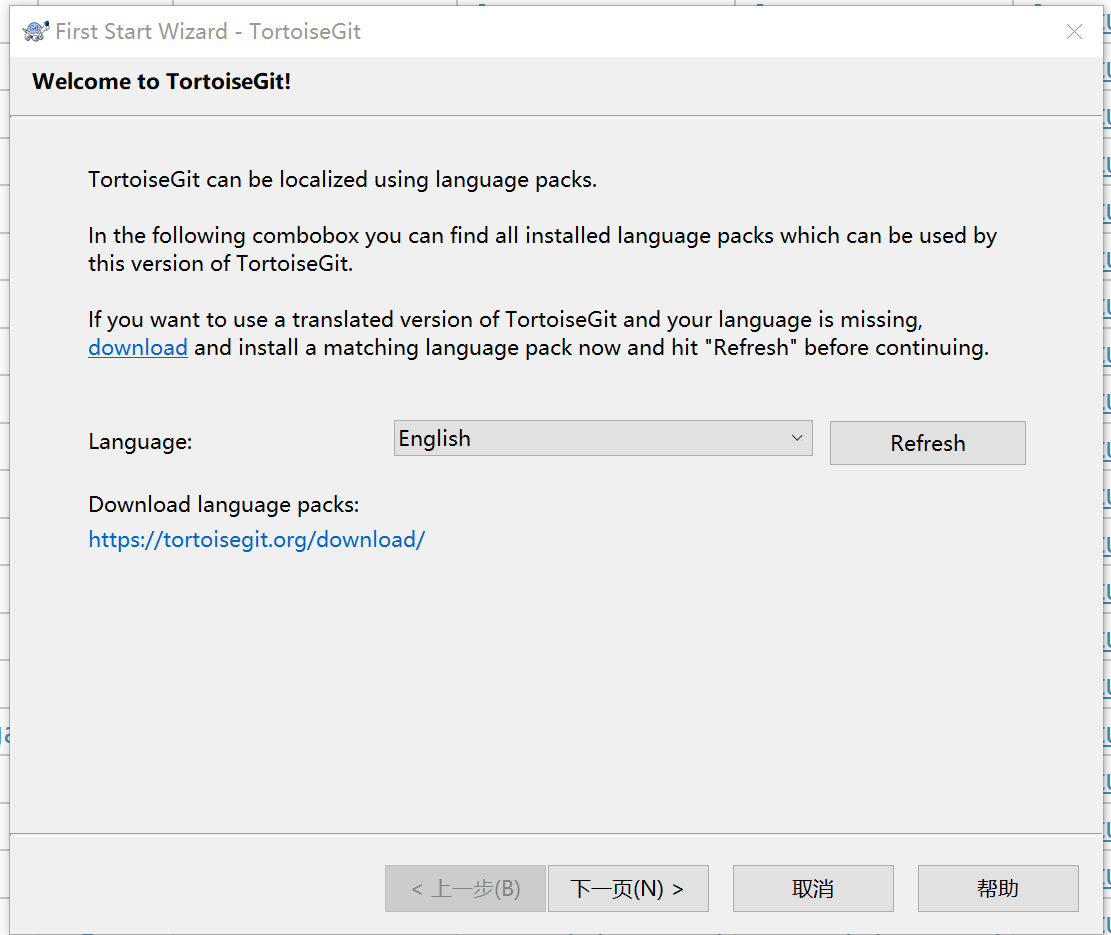 First Start Wizard - TortoiseGit
Welcome to TortoiseGit!
TortoiseGit can be localized using language packs.
In the following combobox you can find all installed language packs which can be used by
this version of TortoiseGit.
If you want to use a translated version of TortoiseGit and your language is missing,
download and install a matching language pack now and hit "Refresh" before continuing.
Language:
English
Refresh
Download language packs:
https://tortoisegit.org/download/
< 上一步(B)
下一页(N) >
取消
帮助